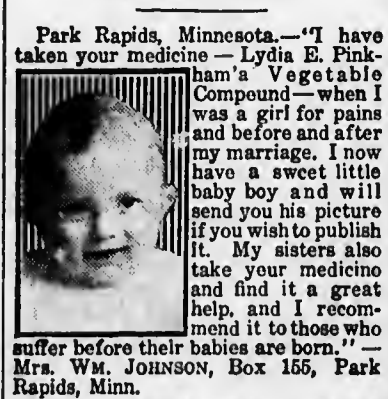 Park Rapids, Minnesota.—"I have
taken your medicine — Lydia E. Pink-
ham's Vegetable
Compound—when I
was a girl for pains
and before and after
my marriage. I now
have a sweet little
baby boy and will
send you his picture
if you wish to publish
it. My sisters also
take your medicine
and find it a great
help, and I recom-
mend it to those who
suffer before their babies are born." —
Mrs. WM. JOHNSON, Box 155, Park
Rapids, Minn.